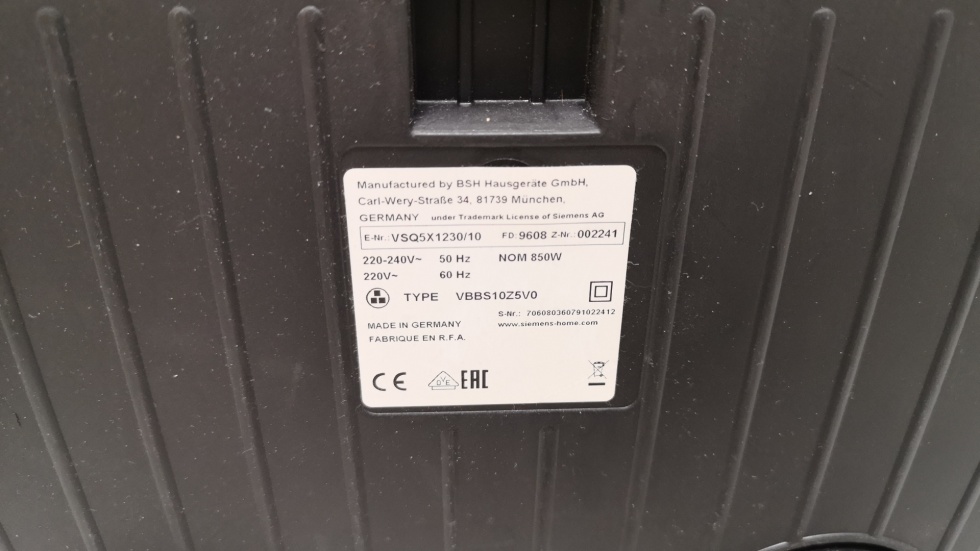 Manufactured by BSH Hausgeräte GmbH,
Carl-Wery-Straße 34, 81739 München,
GERMANY under Trademark License of Siemens AG
E-Nr.: VSQ5X1230/10 FD: 9608 Z-Nr.: 002241
220-240V~ 50 Hz NOM 850W
220V~ 60 Hz
TYPE VBBS10Z5V0
S-Nr.: 706080360791022412
MADE IN GERMANY www.siemens-home.com
FABRIQUE EN R.F.A.
CE DVE EAC